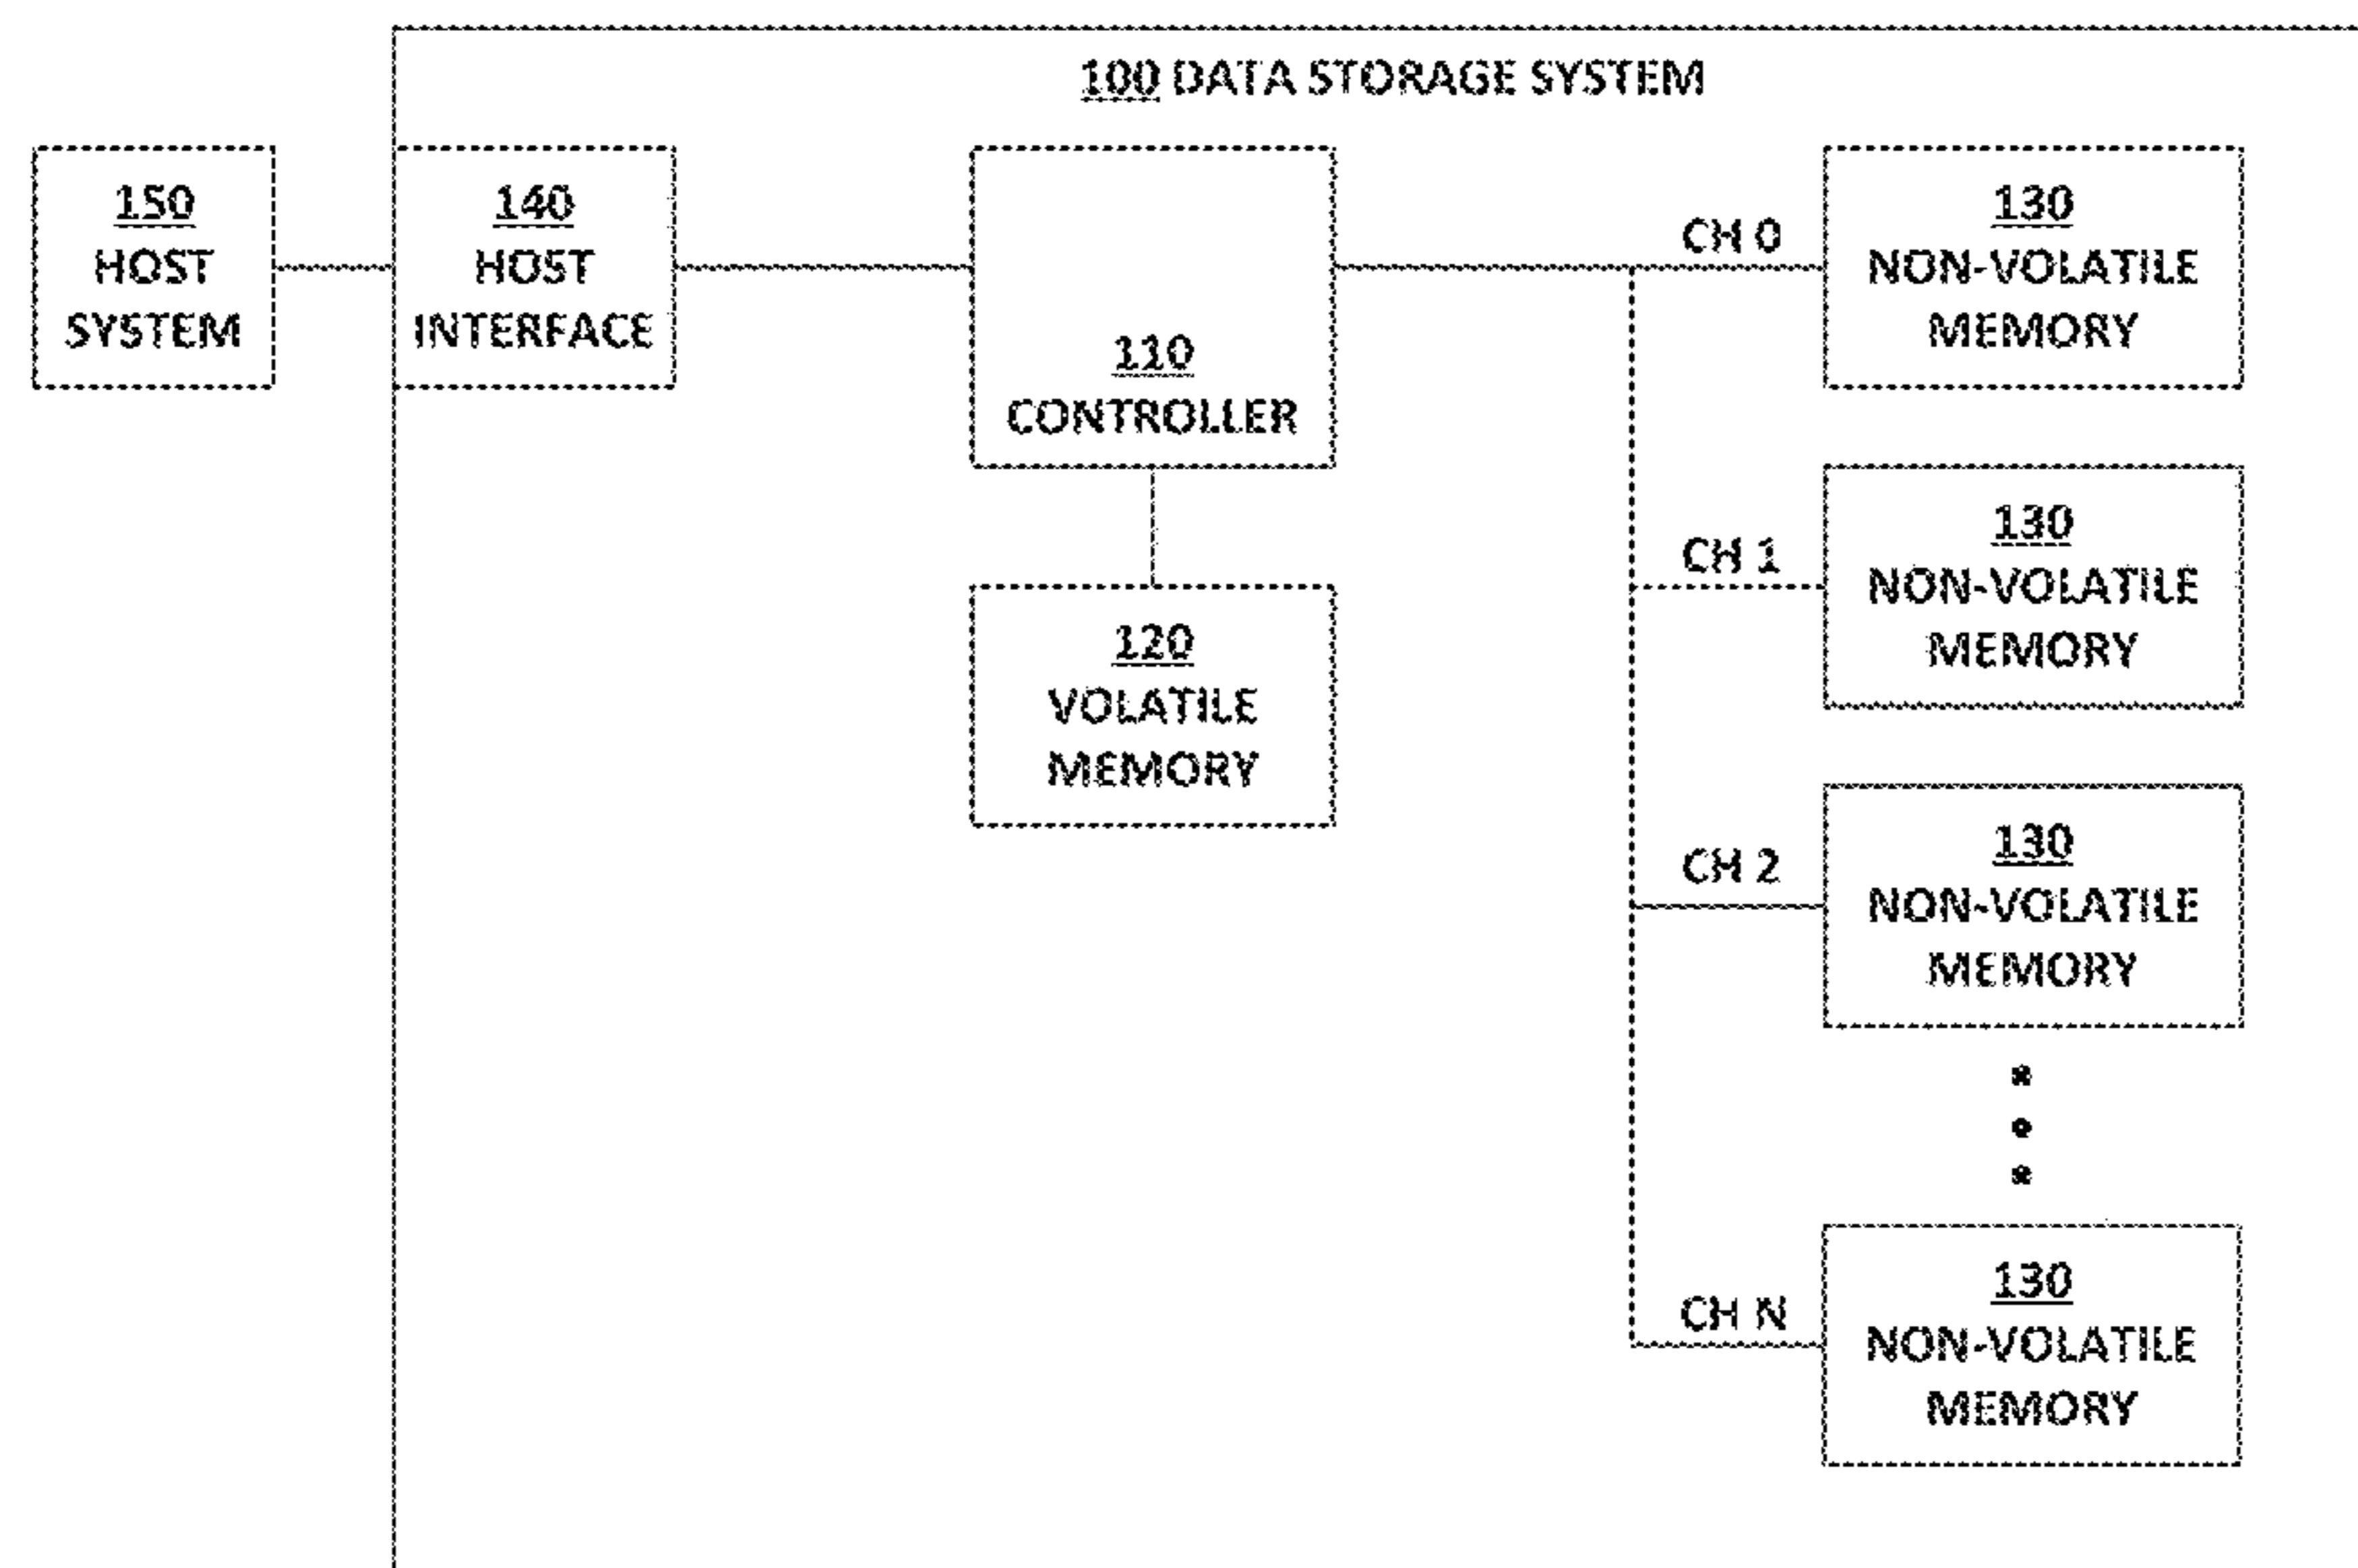 100 DATA STORAGE SYSTEM
150
HOST
SYSTEM
140
HOST
INTERFACE
110
CONTROLLER
120
VOLATILE
MEMORY
CH 0
130
NON-VOLATILE
MEMORY
CH 1
130
NON-VOLATILE
MEMORY
CH 2
130
NON-VOLATILE
MEMORY
CH N
130
NON-VOLATILE
MEMORY